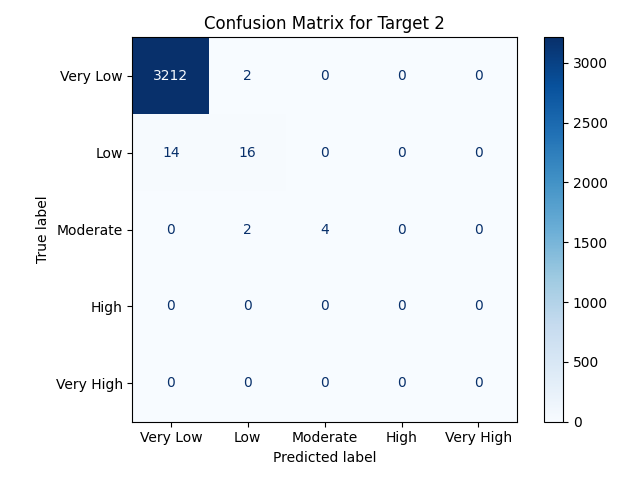 Confusion Matrix for Target 2
True label
Very Low 3212 2 0 0 0
Low 14 16 0 0 0
Moderate 0 2 4 0 0
High 0 0 0 0 0
Very High 0 0 0 0 0
Very Low Low Moderate High Very High
Predicted label
3000
2500
2000
1500
1000
500
0